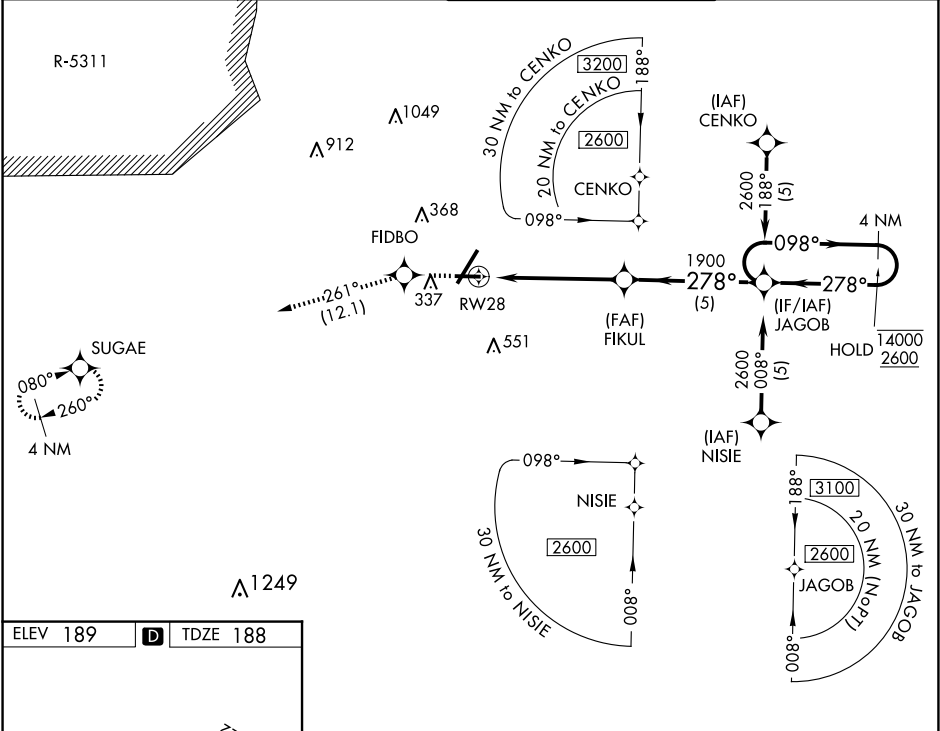 R-5311
1049
912
368
FIDBO
337
RW28
261°
(12.1)
SUGAE
080°
260°
4 NM
551
1249
30 NM to CENKO
3200
188°
20 NM to CENKO
2600
CENKO
098°
(IAF)
CENKO
2600
188°
(5)
4 NM
098°
1900
278°
(5)
278°
(IF/IAF)
JAGOB
HOLD
14000
2600
(FAF)
FIKUL
2600
008°
(5)
(IAF)
NISIE
098°
NISIE
2600
30 NM to NISIE
008°
188°
3100
2600
JAGOB
20 NM (NoPT)
30 NM to JAGOB
008°
ELEV 189 D TDZE 188